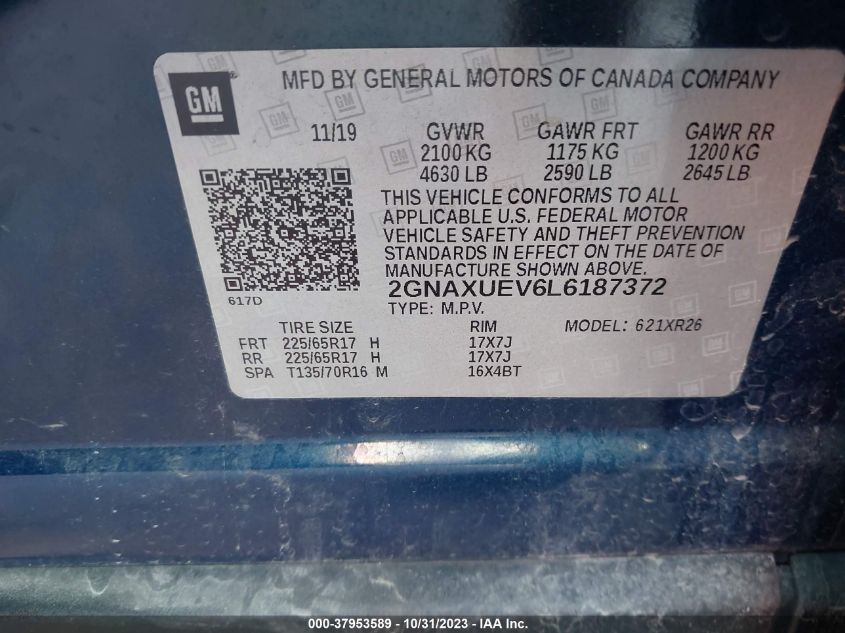 GM
MFD BY GENERAL MOTORS OF CANADA COMPANY
11/19 GVWR GAWR FRT GAWR RR
2100 KG 1175 KG 1200 KG
4630 LB 2590 LB 2645 LB
THIS VEHICLE CONFORMS TO ALL
APPLICABLE U.S. FEDERAL MOTOR
VEHICLE SAFETY AND THEFT PREVENTION
STANDARDS IN EFFECT ON THE DATE OF
MANUFACTURE SHOWN ABOVE.
617D
2GNAXUEV6L6187372
TYPE: M.P.V.
TIRE SIZE RIM MODEL: 621XR26
FRT 225/65R17 H 17X7J
RR 225/65R17 H 17X7J
SPA T135/70R16 M 16X4BT
000-37953589 - 10/31/2023 - IAA Inc.